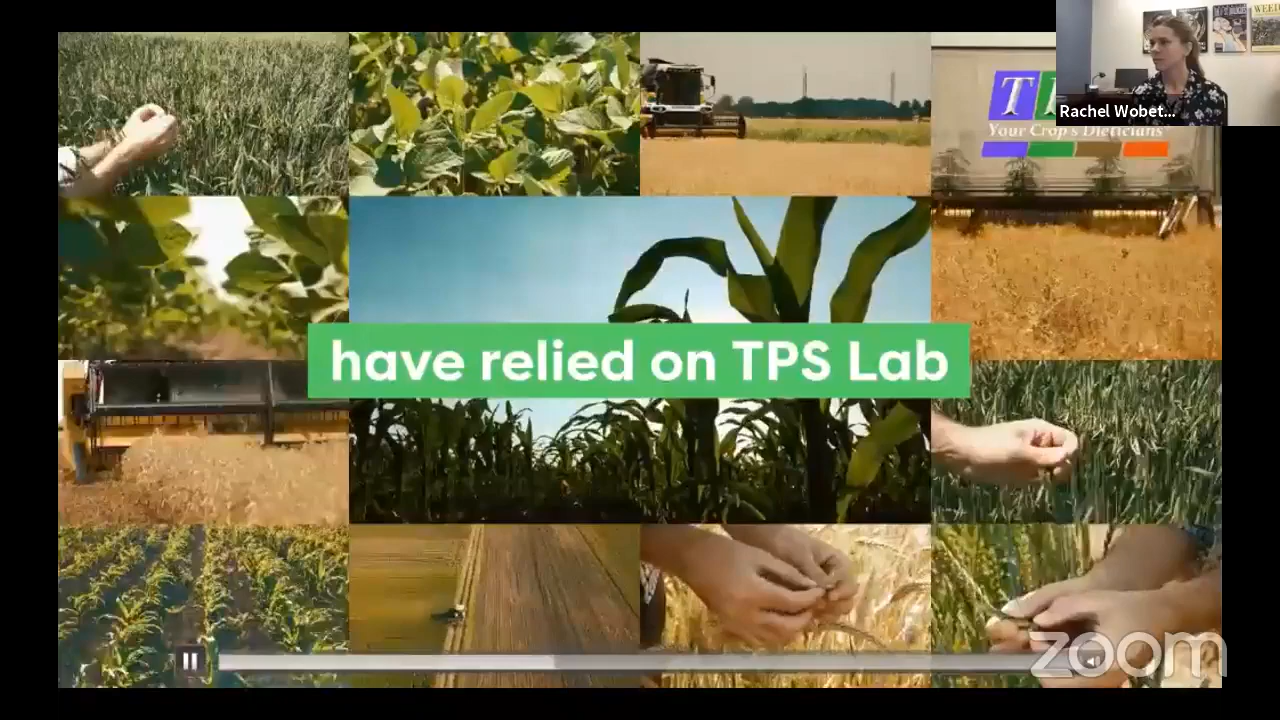 Rachel Wobet...
T
Your Crop's Dieticians
have relied on TPS Lab
zoom